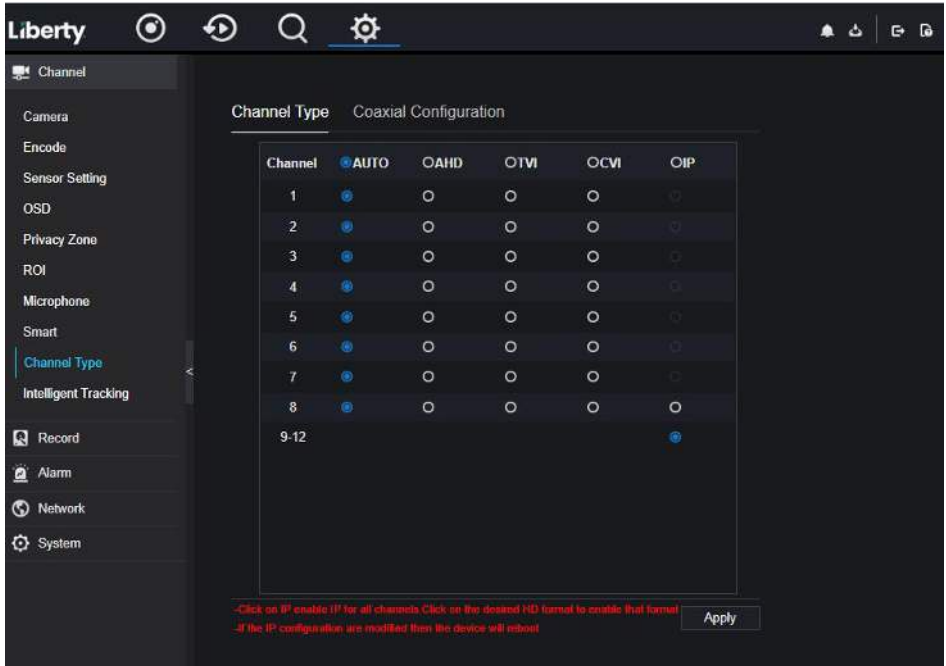 Liberty
Channel
Camera
Encode
Sensor Setting
OSD
Privacy Zone
ROI
Microphone
Smart
Channel Type
Intelligent Tracking
Record
Alarm
Network
System
<
Channel Type Coaxial Configuration
Channel AUTO AHD TVI CVI IP
1
2
3
4
5
6
7
8
9-12
-Click on IP enable IP for all channels.Click on the desired HD format to enable that format
-If the IP configuration are modified then the device will reboot
Apply